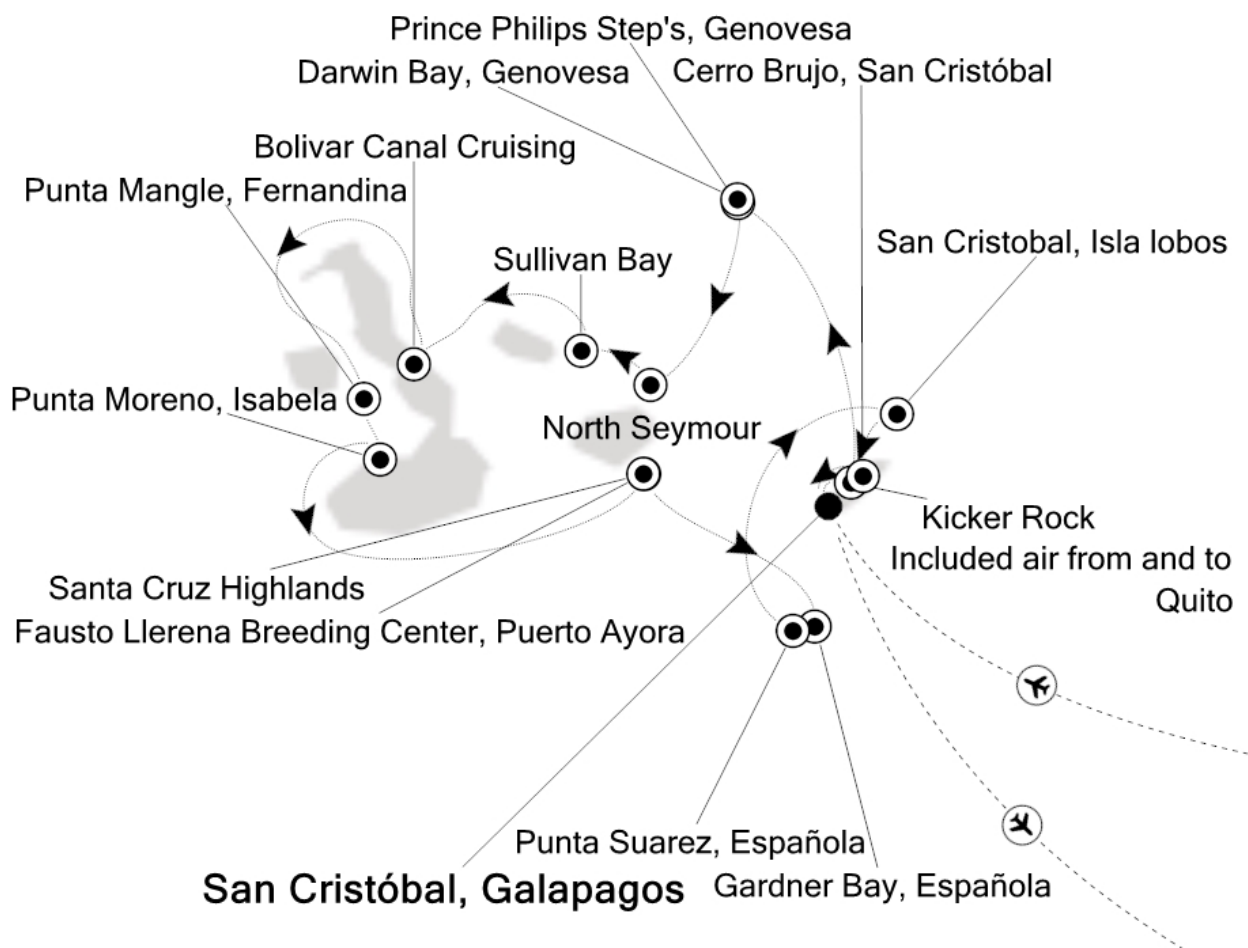 Prince Philips Step's, Genovesa
Darwin Bay, Genovesa
Cerro Brujo, San Cristóbal
Bolivar Canal Cruising
Punta Mangle, Fernandina
San Cristobal, Isla lobos
Sullivan Bay
Punta Moreno, Isabela
North Seymour
Kicker Rock
Included air from and to
Quito
Santa Cruz Highlands
Fausto Llerena Breeding Center, Puerto Ayora
Punta Suarez, Española
San Cristóbal, Galapagos
Gardner Bay, Española